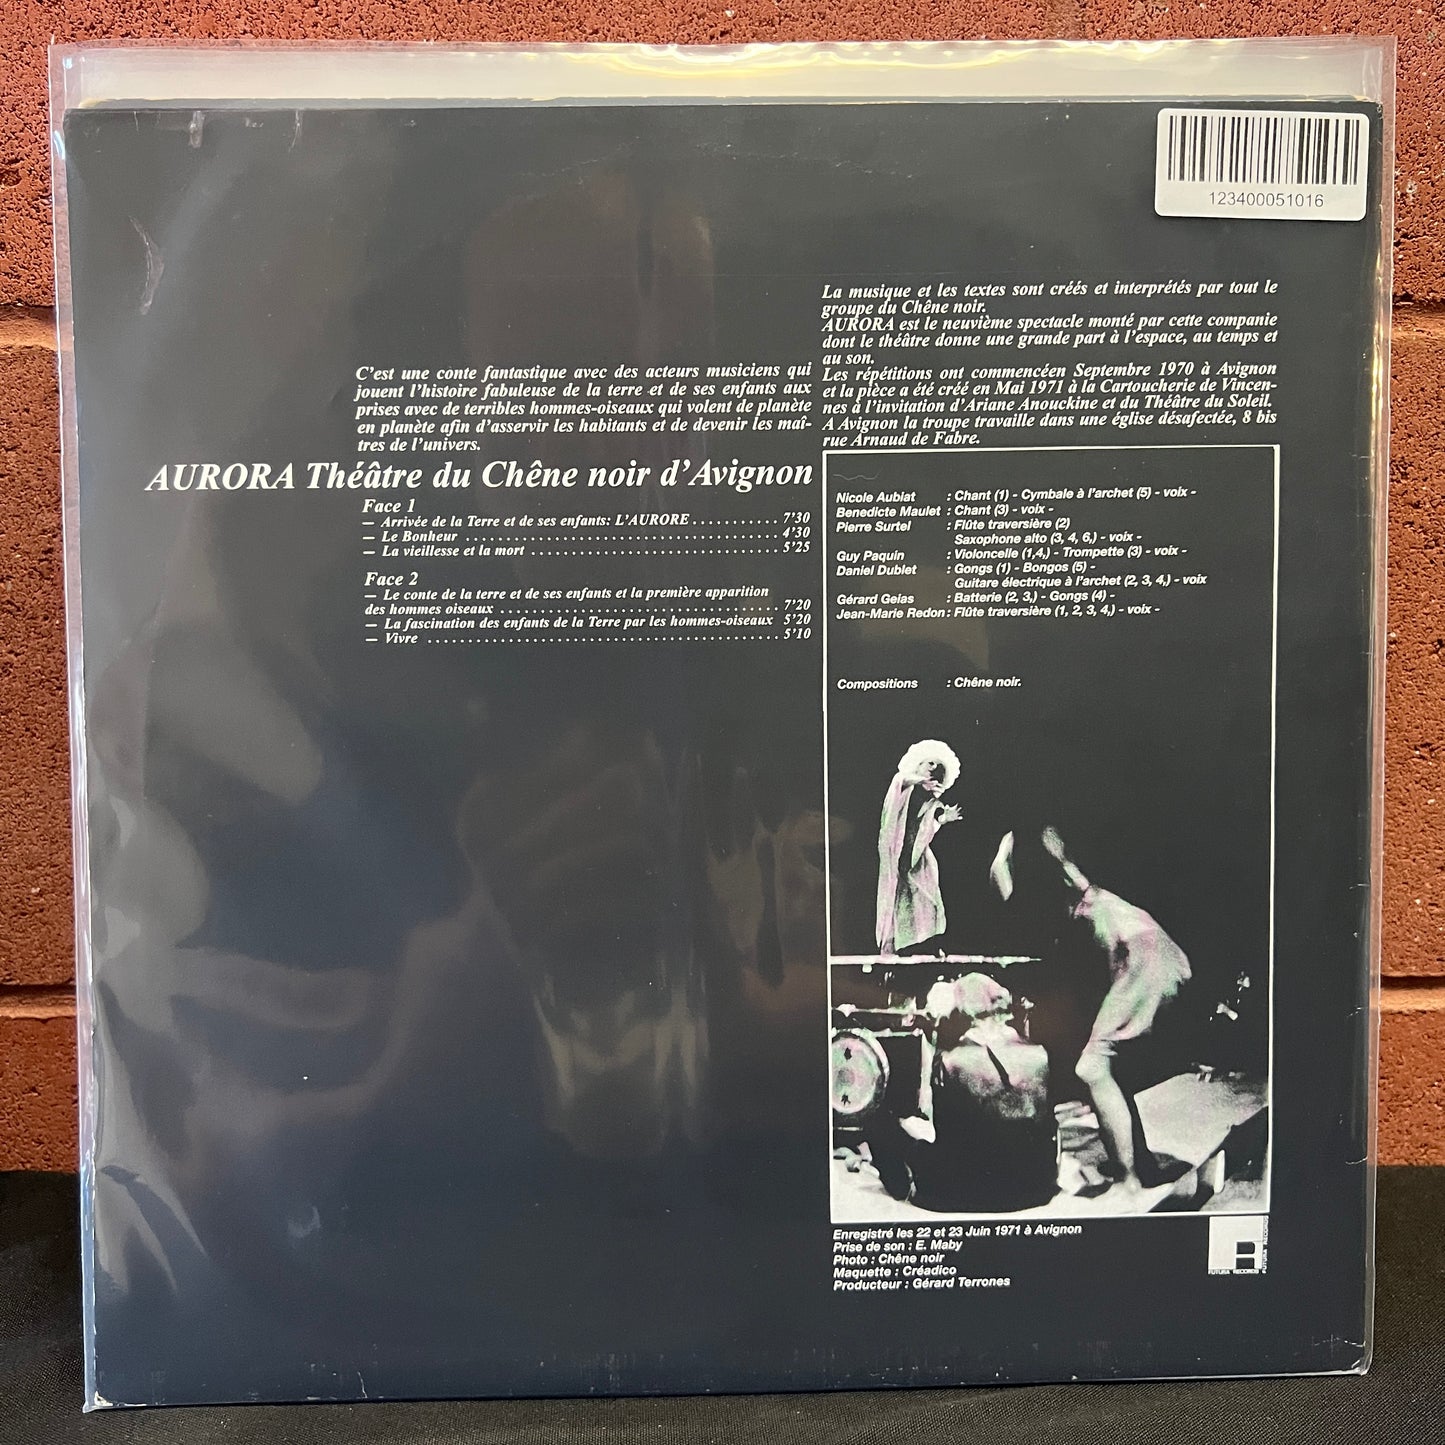 123400051016
La musique et les textes sont créés et interprétés par tout le
groupe du Chêne noir.
AURORA est le neuvième spectacle monté par cette companie
dont le théâtre donne une grande part à l'espace, au temps et
au son.
Les répétitions ont commencéen Septembre 1970 à Avignon
et la pièce a été créé en Mai 1971 à la Cartoucherie de Vincen-
nes à l'invitation d'Ariane Anouckine et du Théâtre du Soleil.
A Avignon la troupe travaille dans une église désafectée, 8 bis
rue Arnaud de Fabre.
C'est une conte fantastique avec des acteurs musiciens qui
jouent l'histoire fabuleuse de la terre et de ses enfants aux
prises avec de terribles hommes-oiseaux qui volent de planète
en planète afin d'asservir les habitants et de devenir les maî-
tres de l'univers.
AURORA Théâtre du Chêne noir d'Avignon
Face 1
— Arrivée de la Terre et de ses enfants: L'AURORE ........... 7'30
— Le Bonheur .................................... 4'30
— La vieillesse et la mort ............................ 5'25
Face 2
— Le conte de la terre et de ses enfants et la première apparition
des hommes oiseaux ................................ 7'20
— La fascination des enfants de la Terre par les hommes-oiseaux 5'20
— Vivre ........................................ 5'10
Nicole Aubiat : Chant (1) - Cymbale à l'archet (5) - voix -
Benedicte Maulet : Chant (3) - voix -
Pierre Surtel : Flûte traversière (2)
Saxophone alto (3, 4, 6,) - voix -
Guy Paquin : Violoncelle (1,4,) - Trompette (3) - voix -
Daniel Dublet : Gongs (1) - Bongos (5) -
Guitare électrique à l'archet (2, 3, 4,) - voix
Gérard Gelas : Batterie (2, 3,) - Gongs (4) -
Jean-Marie Redon : Flûte traversière (1, 2, 3, 4,) - voix -
Compositions : Chêne noir.
Enregistré les 22 et 23 Juin 1971 à Avignon
Prise de son : E. Maby
Photo : Chêne noir
Maquette : Créadico
Producteur : Gérard Terrones
FUTURA RECORDS
FUTURA RECORDS